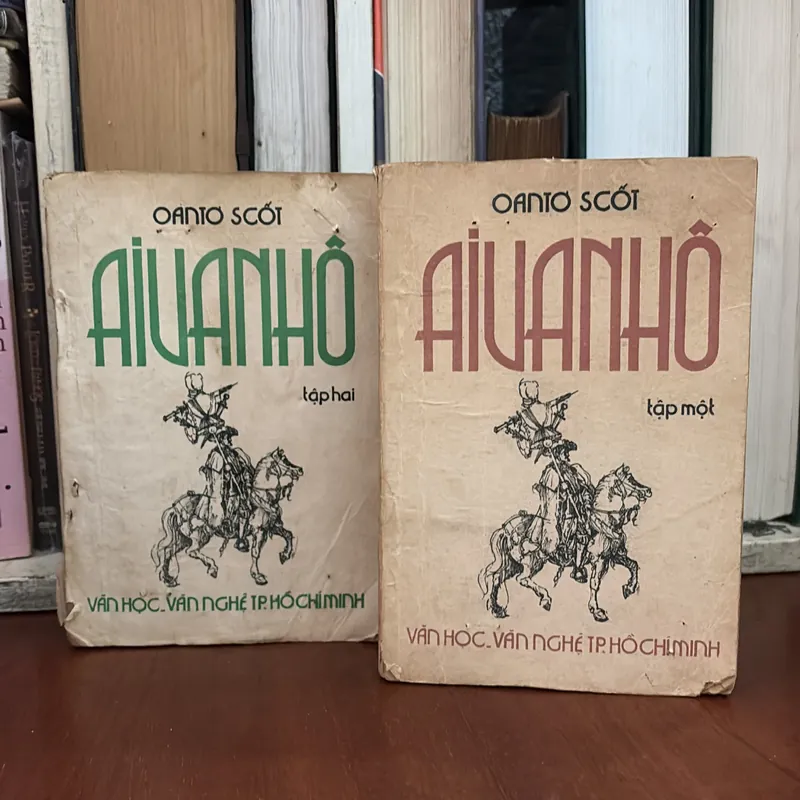 OANTƠ SCỐT
AIVANHÔ
tập hai
VĂN HỌC - VĂN NGHỆ TP. HỒ CHÍ MINH
OANTƠ SCỐT
AIVANHÔ
tập một
VĂN HỌC - VĂN NGHỆ TP. HỒ CHÍ MINH